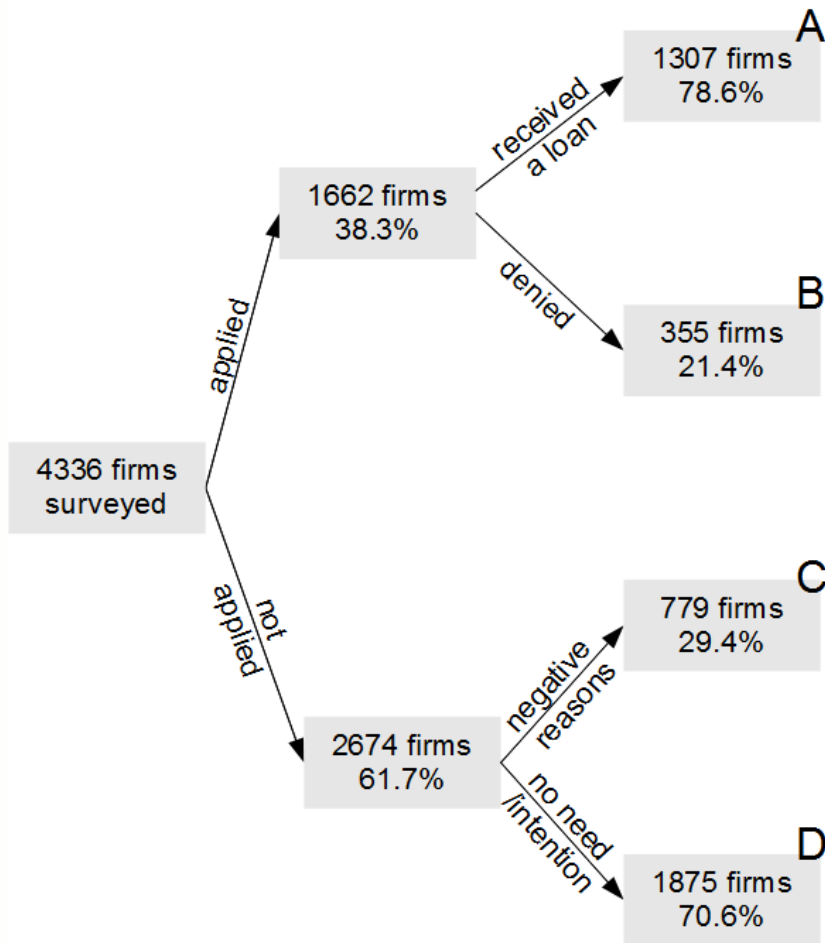 A
1307 firms
78.6%
received
a loan
1662 firms
38.3%
denied
B
355 firms
21.4%
applied
4336 firms
surveyed
not
applied
C
779 firms
29.4%
negative
reasons
2674 firms
61.7%
no need
/intention
D
1875 firms
70.6%